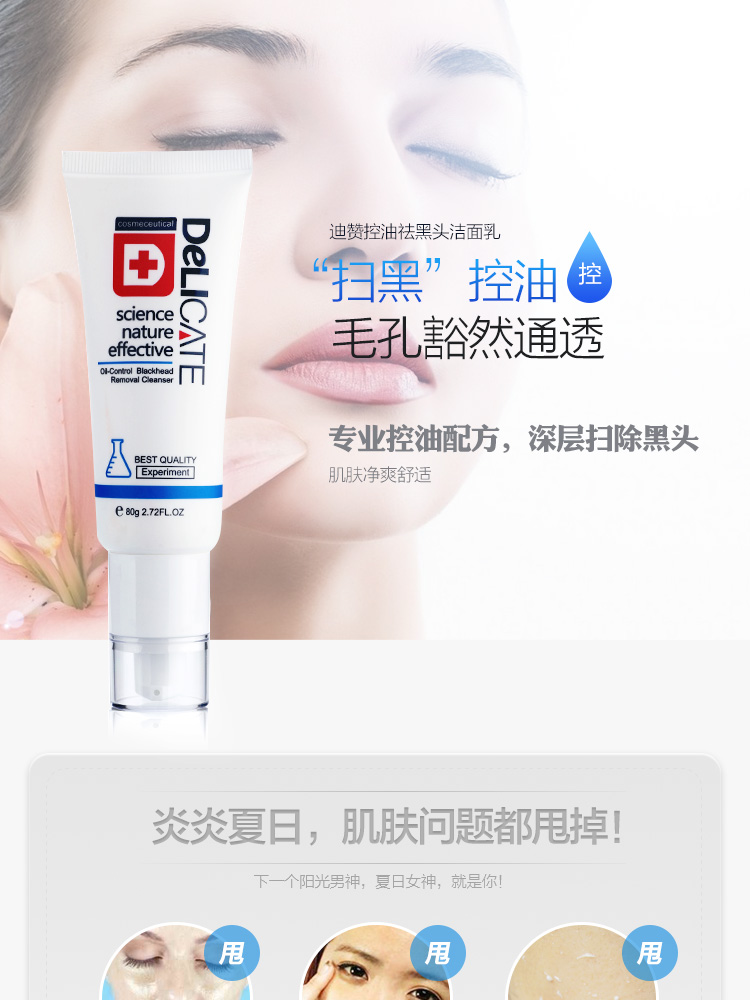 cosmeceutical
DeLICATE
science
nature
effective
Oil-Control Blackhead
Removal Cleanser
BEST QUALITY
Experiment
e 80g 2.72FL.OZ
迪赞控油祛黑头洁面乳
“扫黑”控油
控
毛孔豁然通透
专业控油配方，深层扫除黑头
肌肤净爽舒适
炎炎夏日，肌肤问题都甩掉！
下一个阳光男神，夏日女神，就是你！
甩
甩
甩